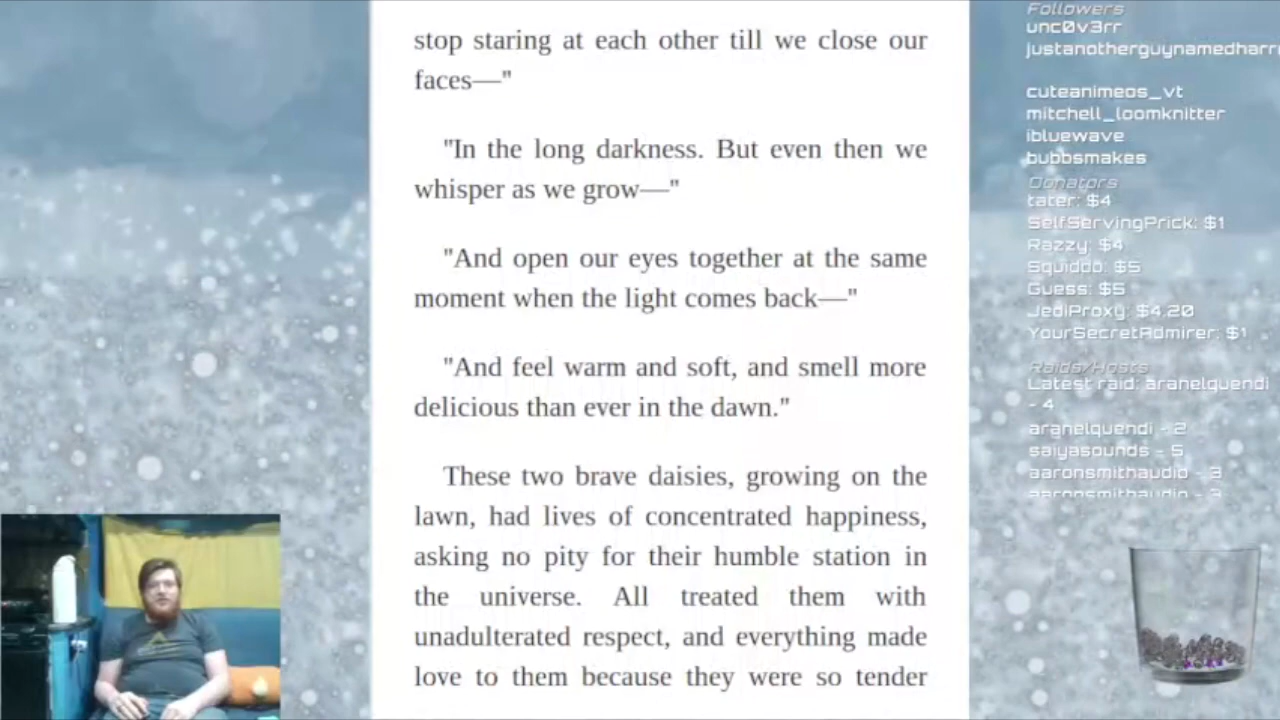 stop staring at each other till we close our
faces—"
"In the long darkness. But even then we
whisper as we grow—"
"And open our eyes together at the same
moment when the light comes back—"
"And feel warm and soft, and smell more
delicious than ever in the dawn."
These two brave daisies, growing on the
lawn, had lives of concentrated happiness,
asking no pity for their humble station in
the universe. All treated them with
unadulterated respect, and everything made
love to them because they were so tender
Followers
unc0v3rr
justanotherguynamedharr
cuteanimeos_vt
mitchell_loomknitter
ibluewave
bubbsmakes
Donators
tater: $4
SelfServingPrick: $1
Razzy: $4
Squiddo: $5
Guess: $5
JediProxy: $4.20
YourSecretAdmirer: $1
Raids/Hosts
Latest raid: aranelquendi
- 4
aranelquendi - 2
saiyasounds - 5
aaronsmithaudio - 3
aaronsmithaudio - 3